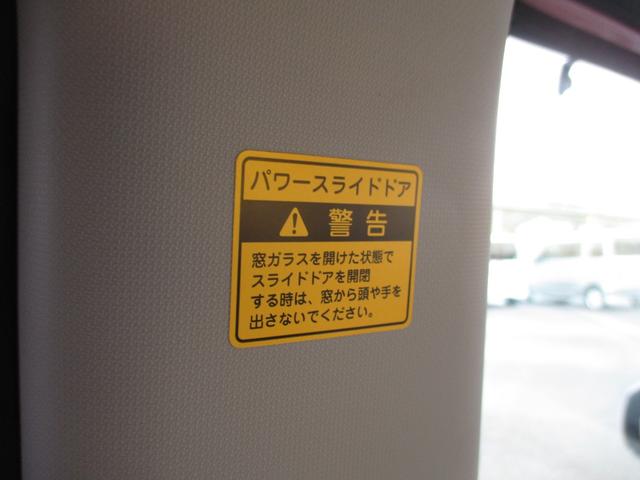 パワースライドドア
警告
窓ガラスを開けた状態で
スライドドアを開閉
する時は、窓から頭や手を
出さないでください。